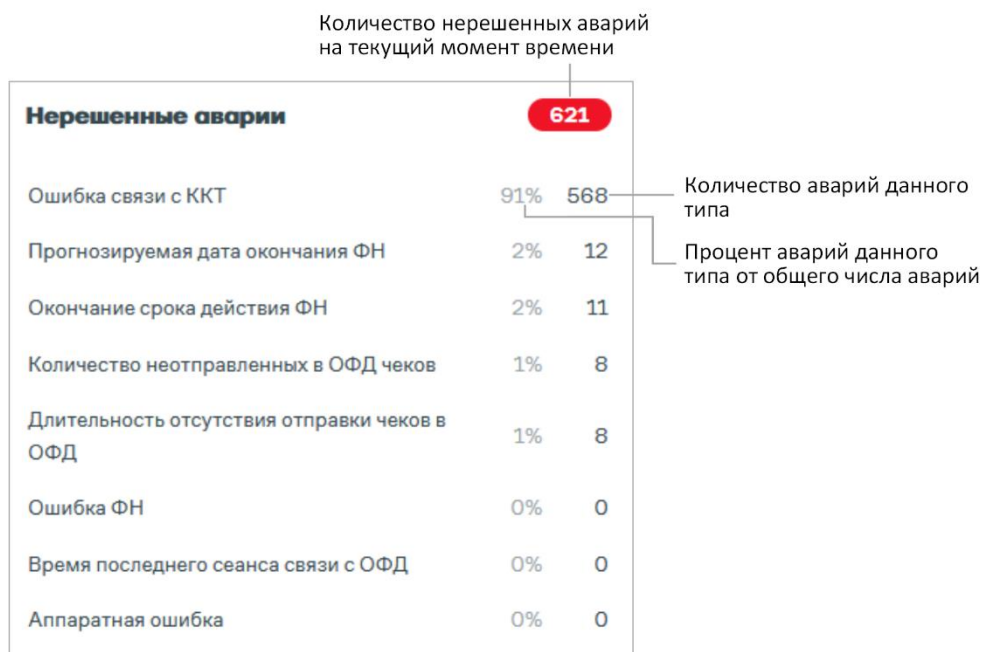 Количество нерешенных аварий
на текущий момент времени
Нерешенные аварии 621
Ошибка связи с ККТ 91% 568
Количество аварий данного
типа
Прогнозируемая дата окончания ФН 2% 12
Процент аварий данного
типа от общего числа аварий
Окончание срока действия ФН 2% 11
Количество неотправленных в ОФД чеков 1% 8
Длительность отсутствия отправки чеков в
ОФД 1% 8
Ошибка ФН 0% 0
Время последнего сеанса связи с ОФД 0% 0
Аппаратная ошибка 0% 0